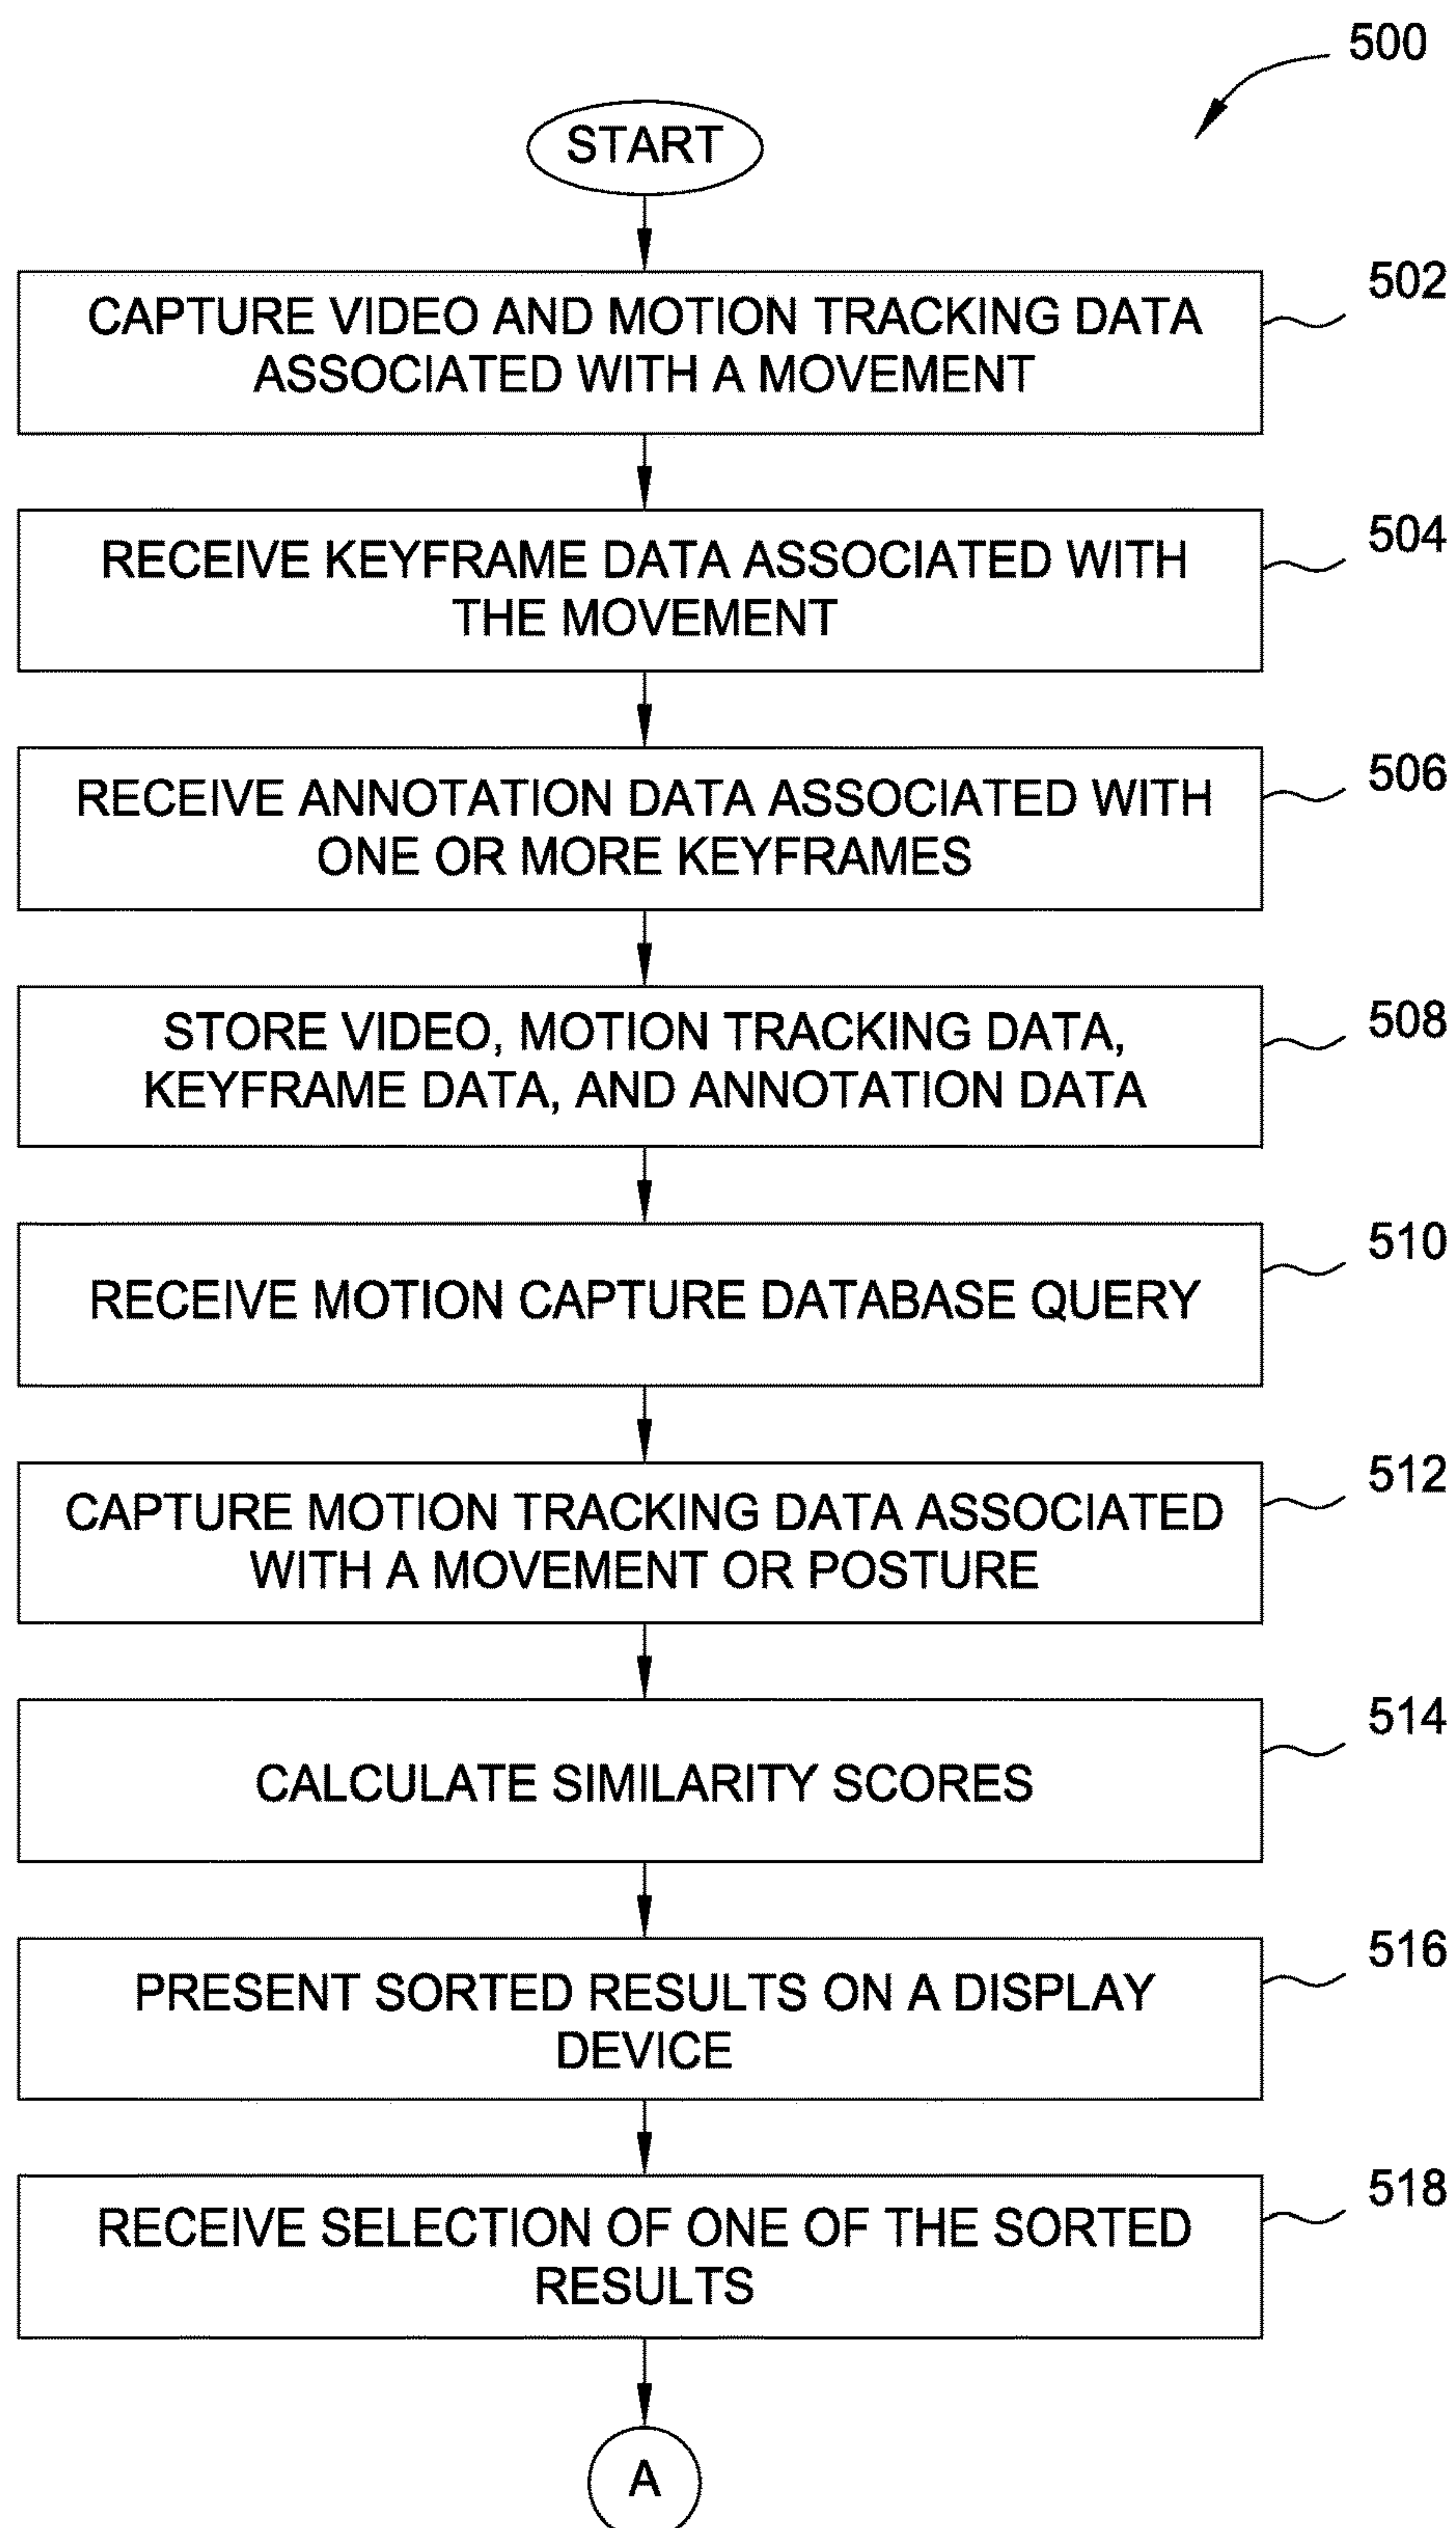 500
START
502
CAPTURE VIDEO AND MOTION TRACKING DATA
ASSOCIATED WITH A MOVEMENT
504
RECEIVE KEYFRAME DATA ASSOCIATED WITH
THE MOVEMENT
506
RECEIVE ANNOTATION DATA ASSOCIATED WITH
ONE OR MORE KEYFRAMES
508
STORE VIDEO, MOTION TRACKING DATA,
KEYFRAME DATA, AND ANNOTATION DATA
510
RECEIVE MOTION CAPTURE DATABASE QUERY
512
CAPTURE MOTION TRACKING DATA ASSOCIATED
WITH A MOVEMENT OR POSTURE
514
CALCULATE SIMILARITY SCORES
516
PRESENT SORTED RESULTS ON A DISPLAY
DEVICE
518
RECEIVE SELECTION OF ONE OF THE SORTED
RESULTS
A